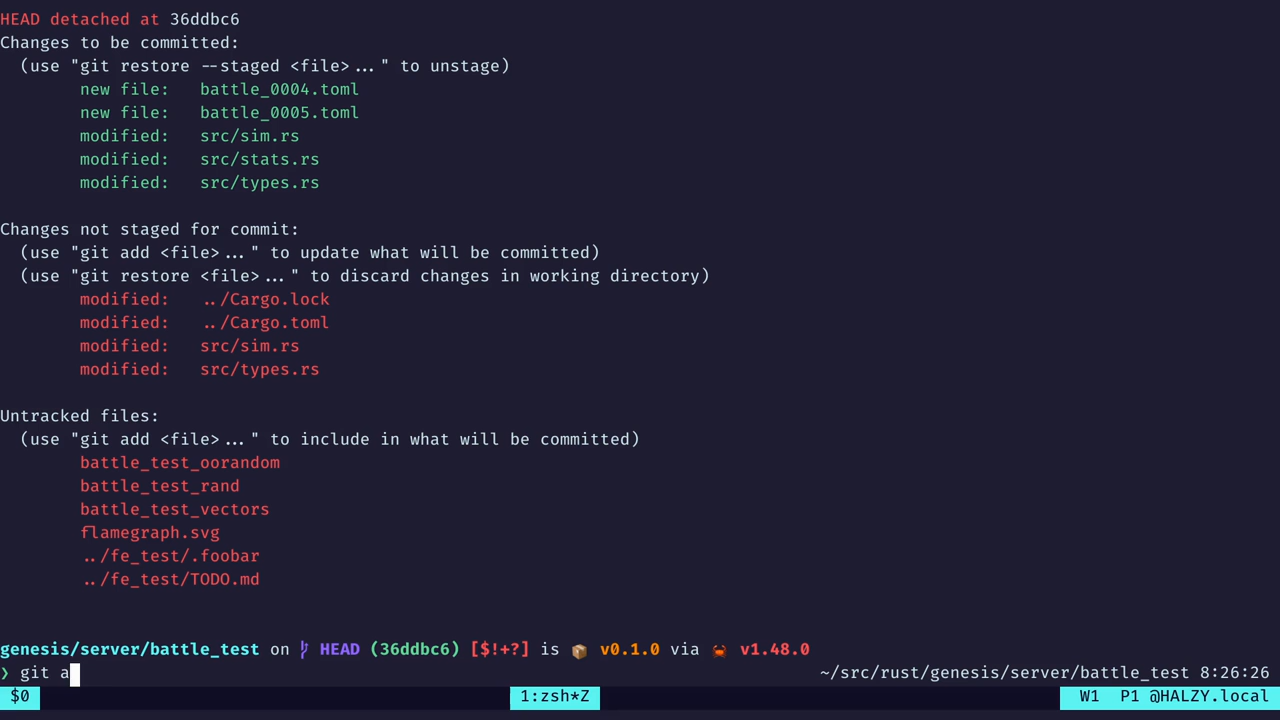 HEAD detached at 36ddbc6
Changes to be committed:
  (use "git restore --staged <file>..." to unstage)
        new file:   battle_0004.toml
        new file:   battle_0005.toml
        modified:   src/sim.rs
        modified:   src/stats.rs
        modified:   src/types.rs

Changes not staged for commit:
  (use "git add <file>..." to update what will be committed)
  (use "git restore <file>..." to discard changes in working directory)
        modified:   ../Cargo.lock
        modified:   ../Cargo.toml
        modified:   src/sim.rs
        modified:   src/types.rs

Untracked files:
  (use "git add <file>..." to include in what will be committed)
        battle_test_oorandom
        battle_test_rand
        battle_test_vectors
        flamegraph.svg
        ../fe_test/.foobar
        ../fe_test/TODO.md

genesis/server/battle_test on HEAD (36ddbc6) [$!+?] is 📦 v0.1.0 via 🦀 v1.48.0
❯ git a ~/src/rust/genesis/server/battle_test 8:26:26
$0 1:zsh*Z W1 P1 @HALZY.local